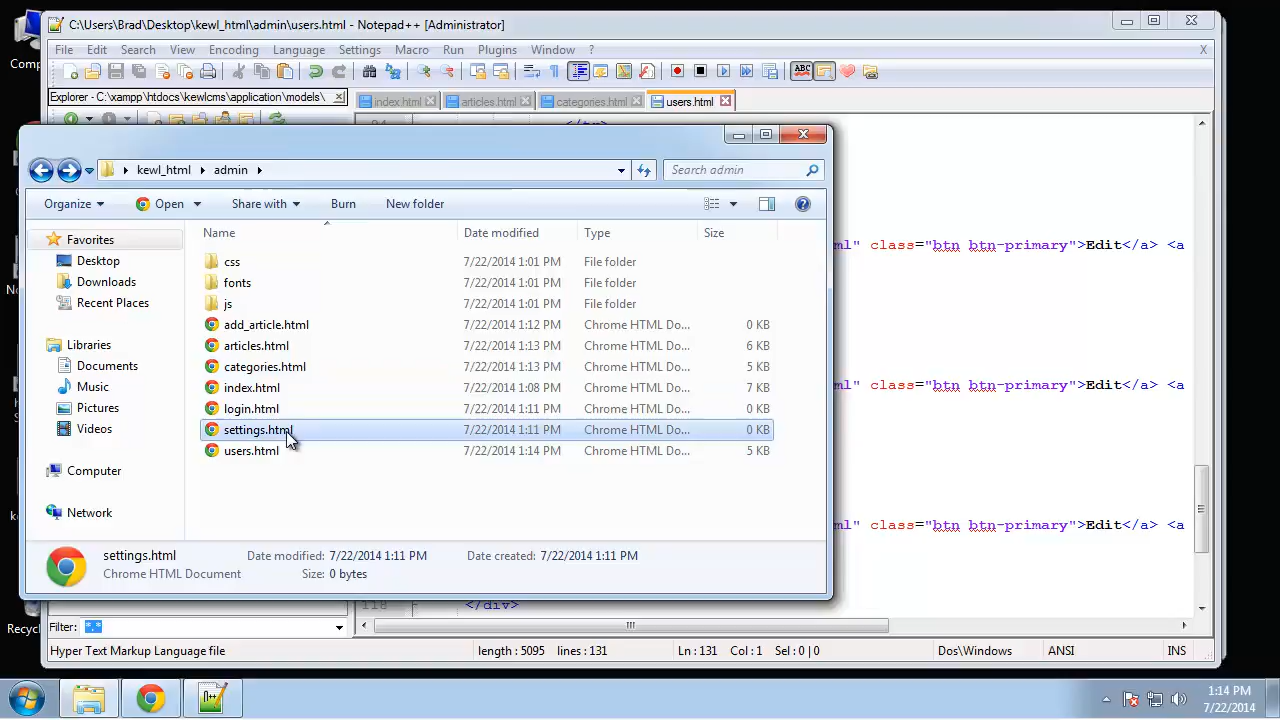 C:\Users\Brad\Desktop\kewl_html\admin\users.html - Notepad++ [Administrator]
File Edit Search View Encoding Language Settings Macro Run Plugins Window ? X
Explorer - C:\xampp\htdocs\kewlcms\application\models\
index.html articles.html categories.html users.html
kewl_html admin
Search admin
Organize Open Share with Burn New folder
Name Date modified Type Size
Favorites
Desktop
Downloads
Recent Places
Libraries
Documents
Music
Pictures
Videos
Computer
Network
css 7/22/2014 1:01 PM File folder
fonts 7/22/2014 1:01 PM File folder
js 7/22/2014 1:01 PM File folder
add_article.html 7/22/2014 1:12 PM Chrome HTML Do... 0 KB
articles.html 7/22/2014 1:13 PM Chrome HTML Do... 6 KB
categories.html 7/22/2014 1:13 PM Chrome HTML Do... 5 KB
index.html 7/22/2014 1:08 PM Chrome HTML Do... 7 KB
login.html 7/22/2014 1:11 PM Chrome HTML Do... 0 KB
settings.html 7/22/2014 1:11 PM Chrome HTML Do... 0 KB
users.html 7/22/2014 1:14 PM Chrome HTML Do... 5 KB
settings.html Date modified: 7/22/2014 1:11 PM Date created: 7/22/2014 1:11 PM
Chrome HTML Document Size: 0 bytes
ml" class="btn btn-primary">Edit</a> <a
ml" class="btn btn-primary">Edit</a> <a
ml" class="btn btn-primary">Edit</a> <a
118 </div>
Filter: *.*
Hyper Text Markup Language file length : 5095 lines : 131 Ln : 131 Col : 1 Sel : 0 | 0 Dos\Windows ANSI INS
1:14 PM
7/22/2014